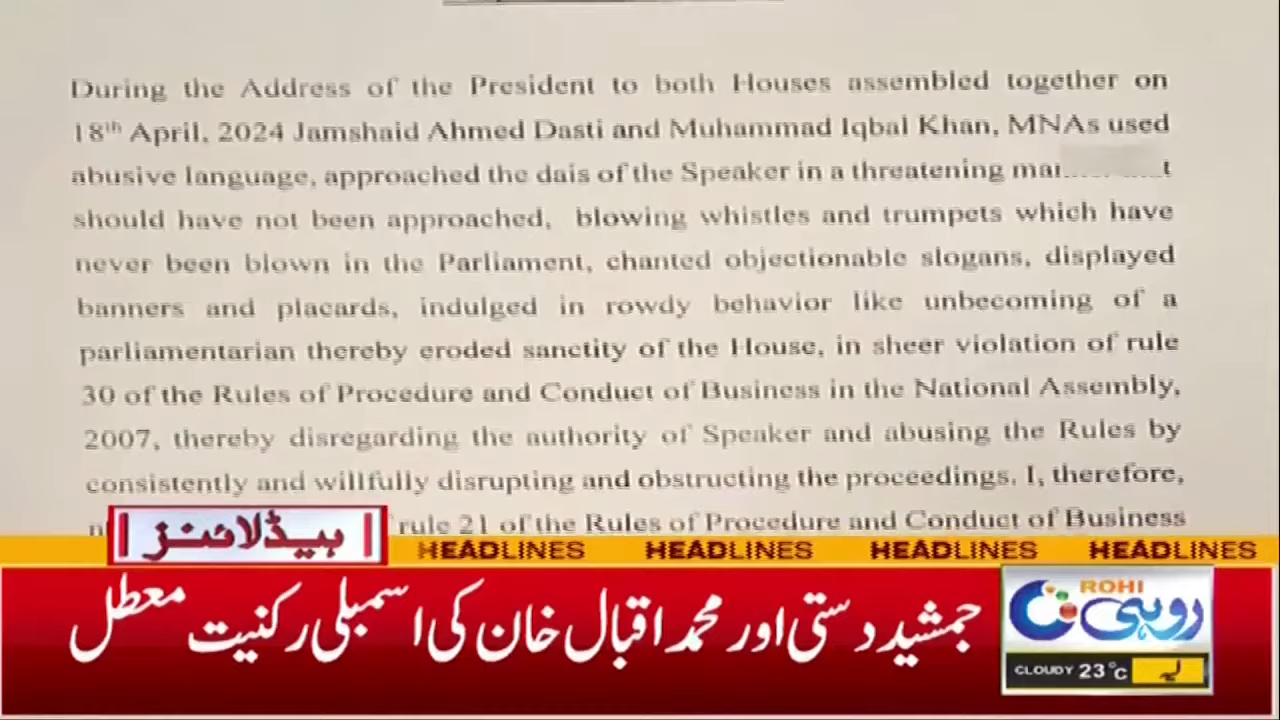 During the Address of the President to both Houses assembled together on
18th April, 2024 Jamshaid Ahmed Dasti and Muhammad Iqbal Khan, MNAs used
abusive language, approached the dais of the Speaker in a threatening
should have not been approached, blowing whistles and trumpets which have
never been blown in the Parliament, chanted objectionable slogans, displayed
banners and placards, indulged in rowdy behavior like unbecoming of a
parliamentarian thereby eroded sanctity of the House, in sheer violation of rule
30 of the Rules of Procedure and Conduct of Business in the National Assembly,
2007, thereby disregarding the authority of Speaker and abusing the Rules by
consistently and willfully disrupting and obstructing the proceedings. I, therefore,
rule 21 of the Rules of Procedure and Conduct of Business
ہیڈلائنز
HEADLINES HEADLINES HEADLINES HEADLINES
جمشید دستی اور محمد اقبال خان کی اسمبلی رکنیت معطل
ROHI
روہی
CLOUDY 23°C لیہ